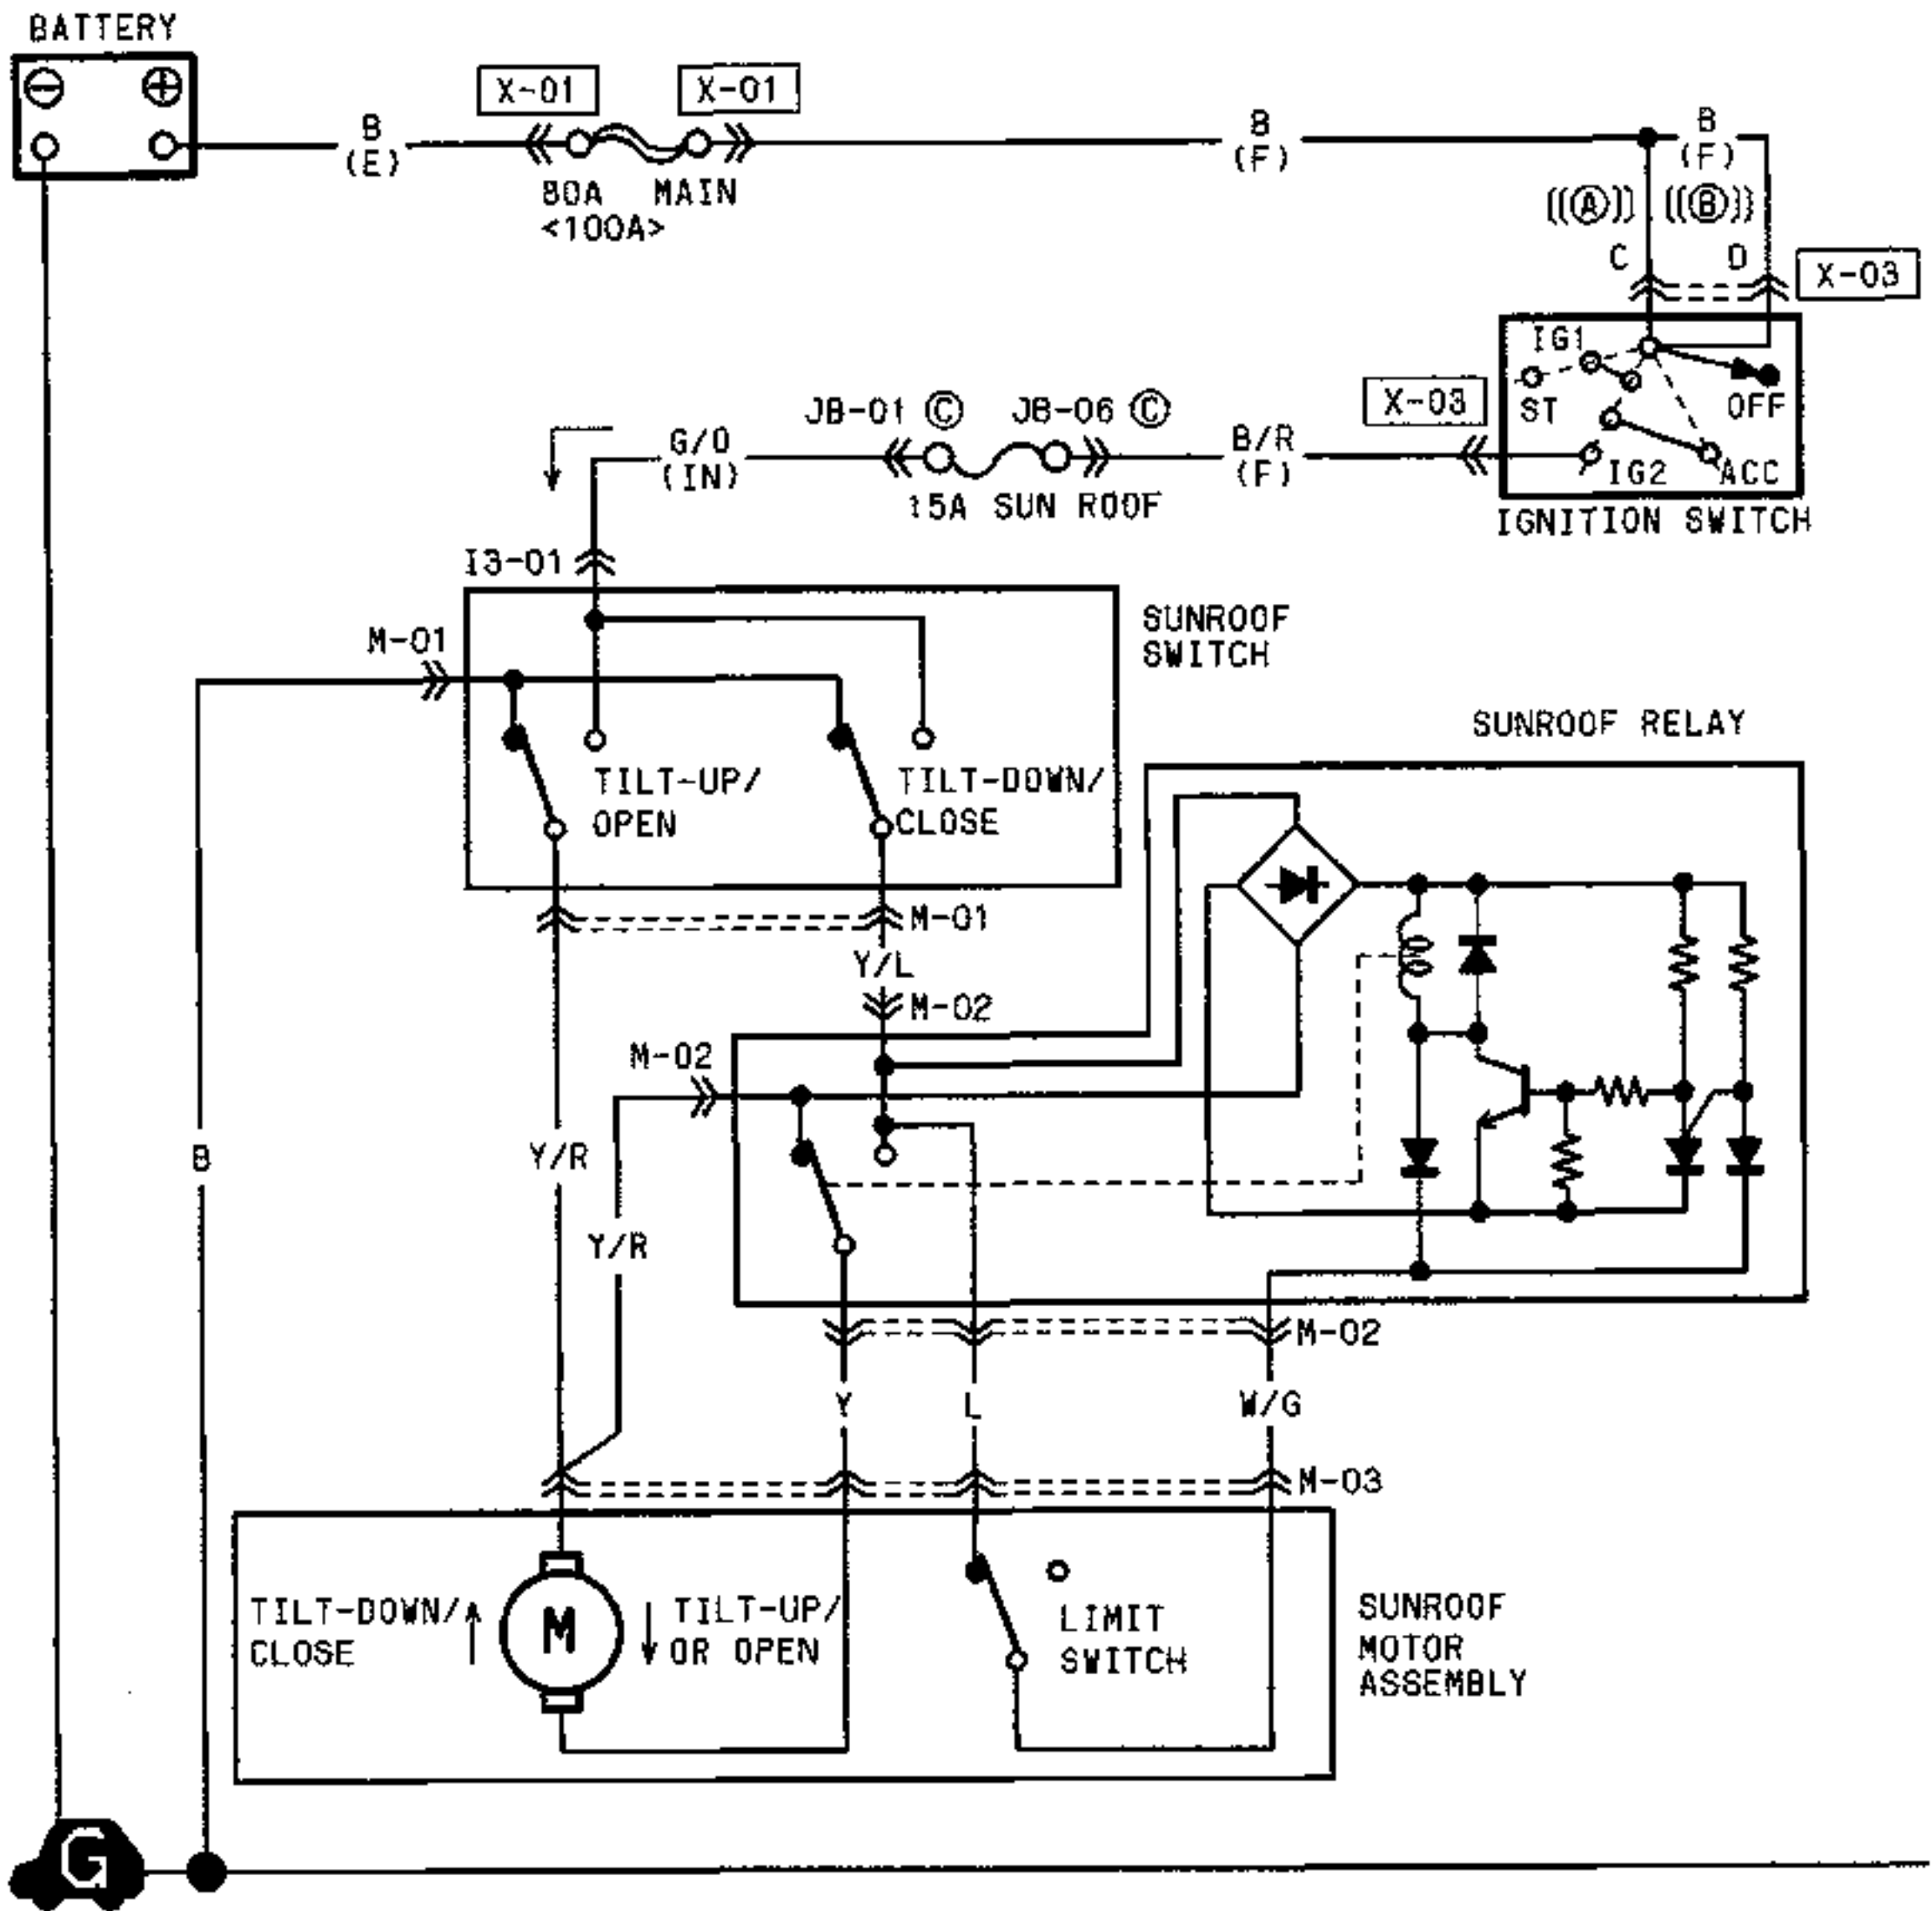 BATTERY
X-01
X-01
B
(E)
B
(F)
B
(F)
80A MAIN
<100A>
((Ⓐ)) ((Ⓑ))
C D
X-03
IG1
ST
OFF
IG2
ACC
IGNITION SWITCH
X-03
JB-01 Ⓒ JB-06 Ⓒ
G/O
(IN)
B/R
(F)
15A SUN ROOF
I3-01
SUNROOF
SWITCH
M-01
TILT-UP/
OPEN
TILT-DOWN/
CLOSE
SUNROOF RELAY
M-01
Y/L
M-02
M-02
B
Y/R
Y/R
M-02
Y
L
W/G
M-03
TILT-DOWN/
CLOSE
M
TILT-UP/
OR OPEN
LIMIT
SWITCH
SUNROOF
MOTOR
ASSEMBLY
G